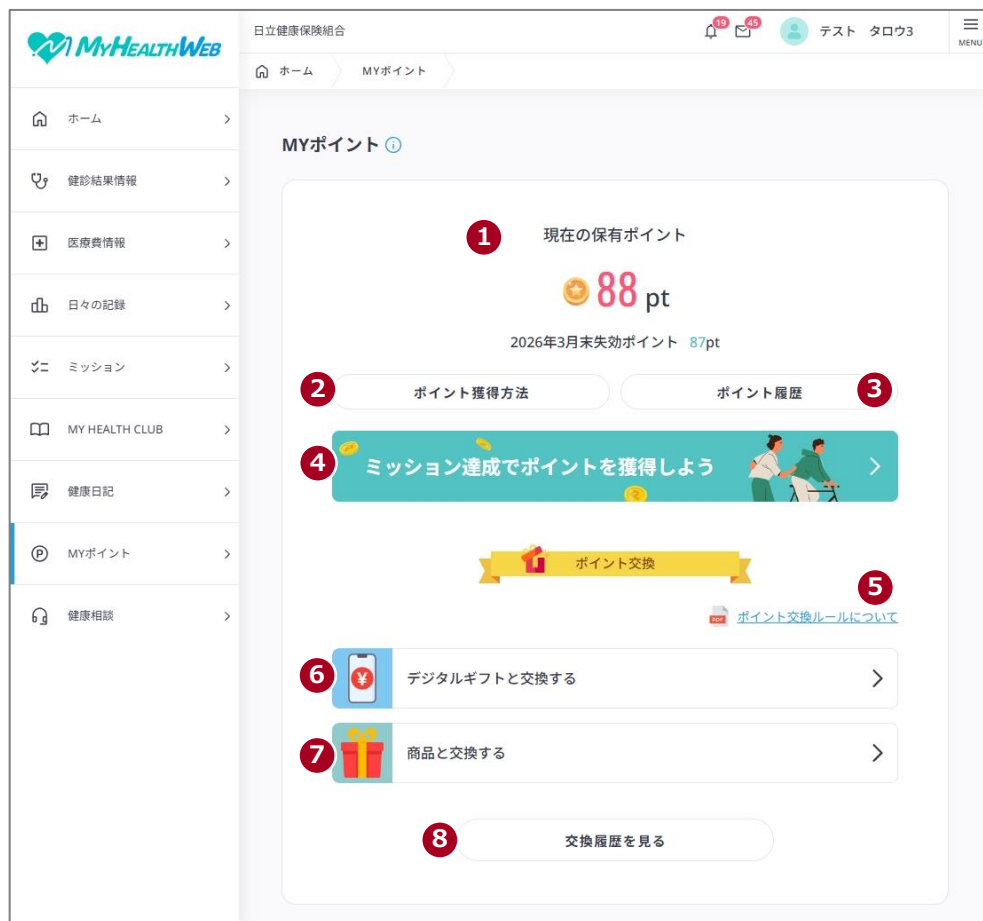 MYHEALTHWEB
日立健康保険組合
19
45
テスト タロウ3
MENU
ホーム
MYポイント
ホーム
健診結果情報
医療費情報
日々の記録
ミッション
MY HEALTH CLUB
健康日記
P
MYポイント
健康相談
MYポイント
i
1
現在の保有ポイント
88 pt
2026年3月末失効ポイント 87pt
2
ポイント獲得方法
ポイント履歴
3
4
ミッション達成でポイントを獲得しよう
ポイント交換
5
PDF
ポイント交換ルールについて
6
¥
デジタルギフトと交換する
7
商品と交換する
8
交換履歴を見る